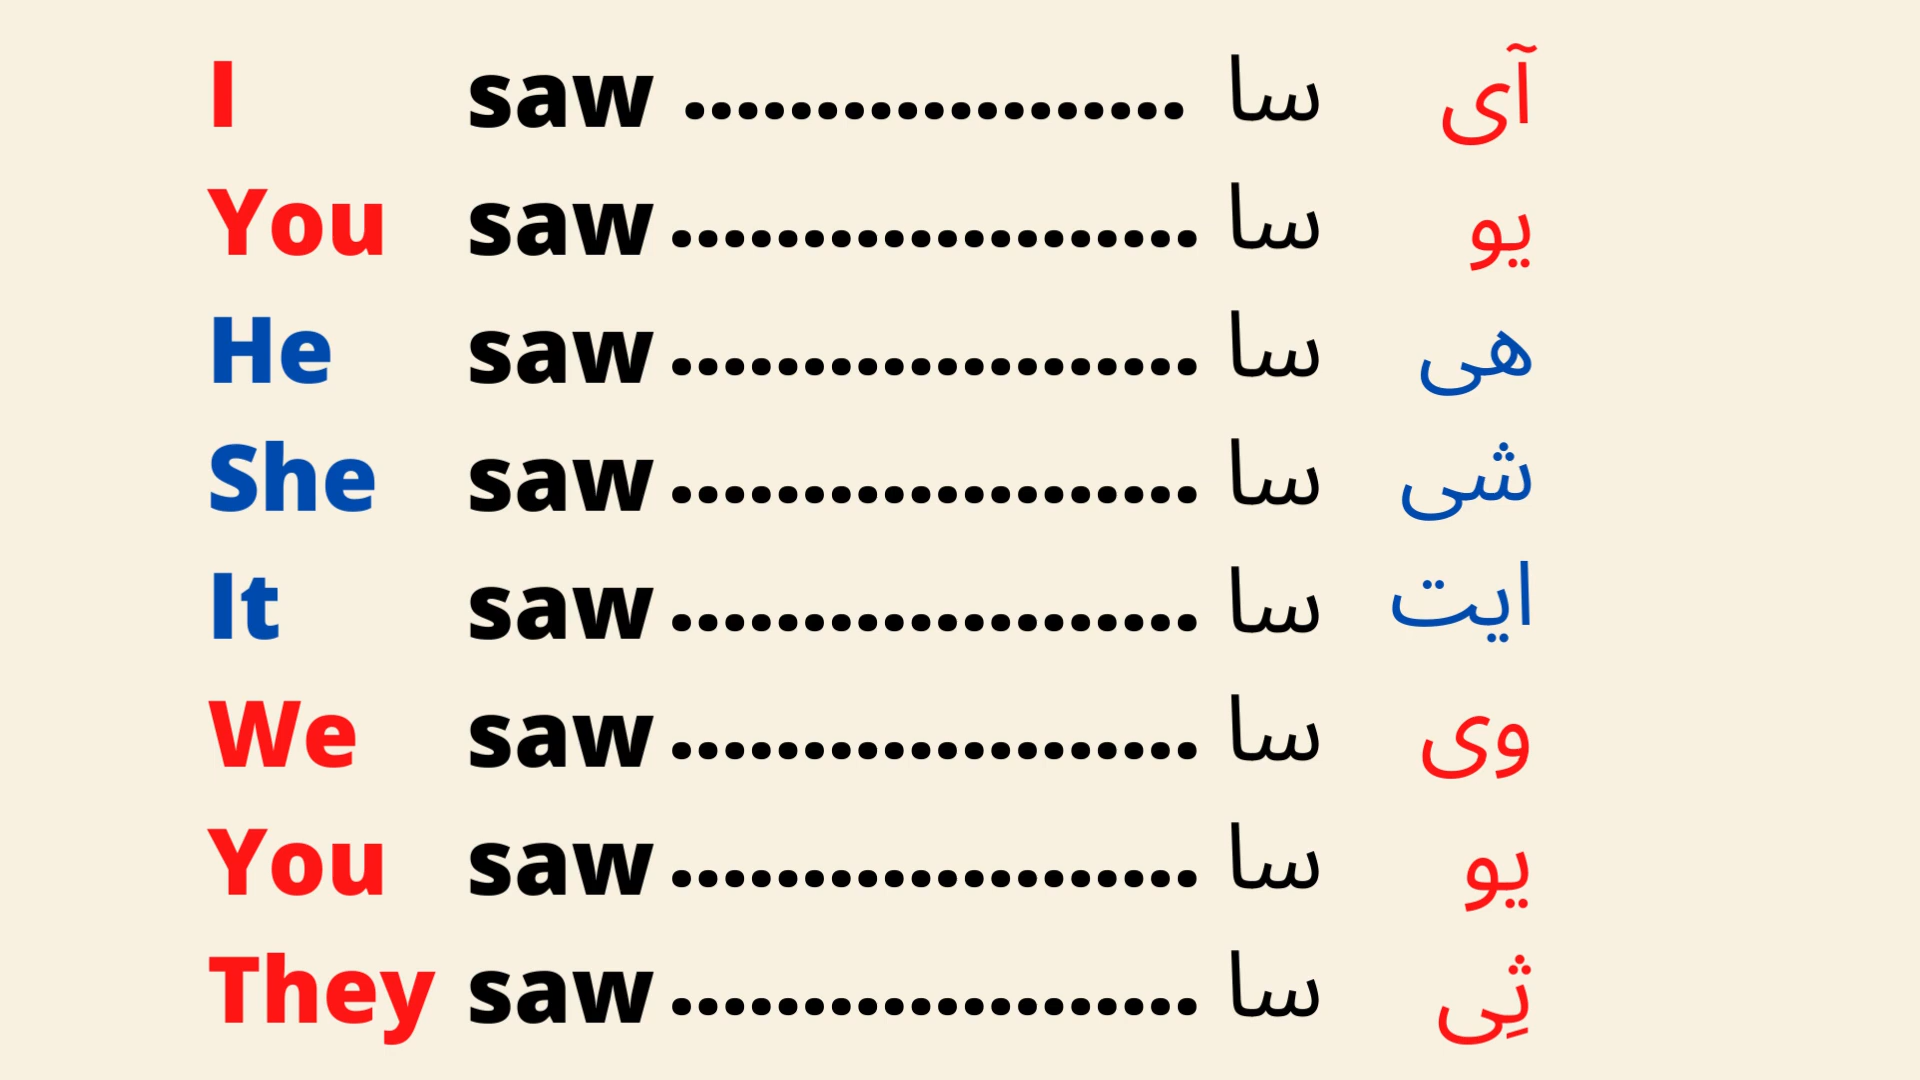 I saw ................... سا آی
You saw .................... سا یو
He saw .................... سا هی
She saw .................... سا شی
It saw .................... سا ایت
We saw .................... سا وی
You saw .................... سا یو
They saw .................... سا ثِی